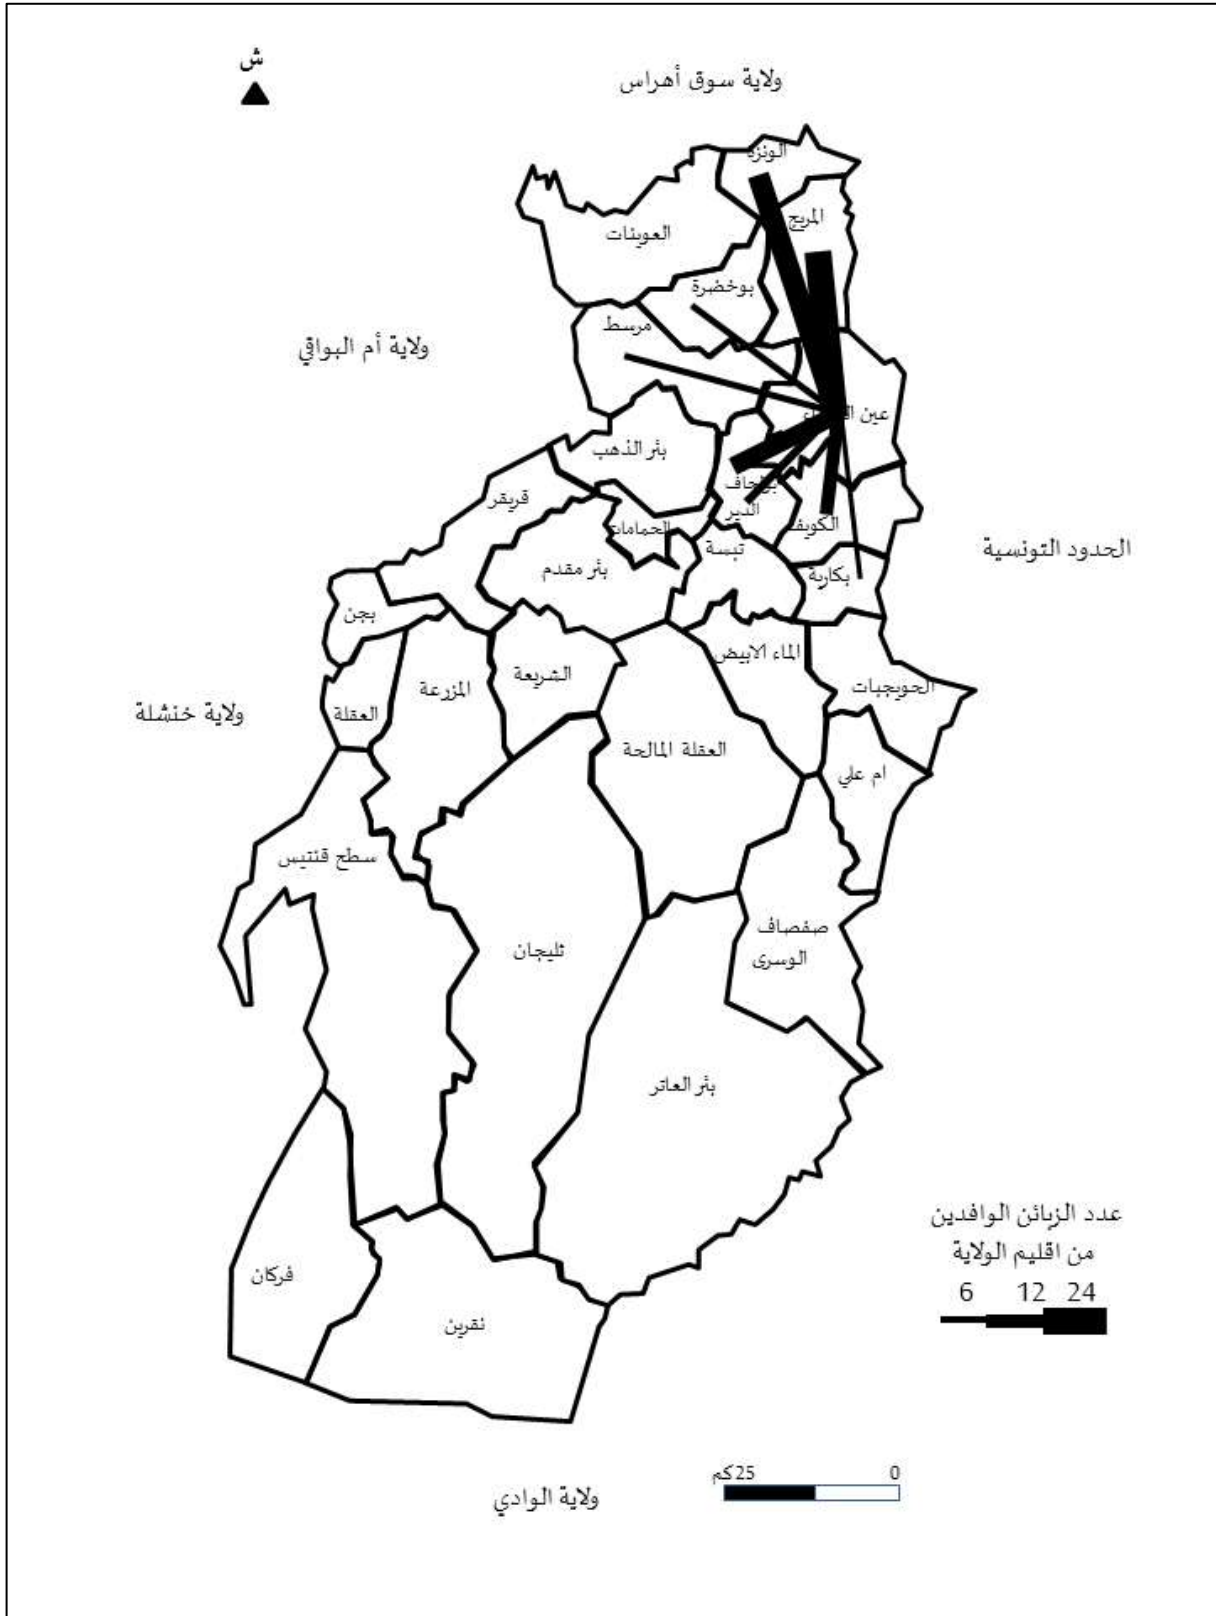 ش
ولاية سوق أهراس
الونزة
المريج
العوينات
بوخضرة
مرسط
ولاية أم البواقي
عين
بئر الذهب
قريقر
بولحاف
الدير
الكويف
الحمامات
تبسة
الحدود التونسية
بئر مقدم
بكارية
بجن
الماء الابيض
الشريعة
المزرعة
الحويجبات
العقلة
ولاية خنشلة
العقلة المالحة
ام علي
سطح قنتيس
صفصاف
الوسرى
ثليجان
بئر العاتر
عدد الزبائن الوافدين
من اقليم الولاية
6 12 24
فركان
نقرين
25كم 0
ولاية الوادي